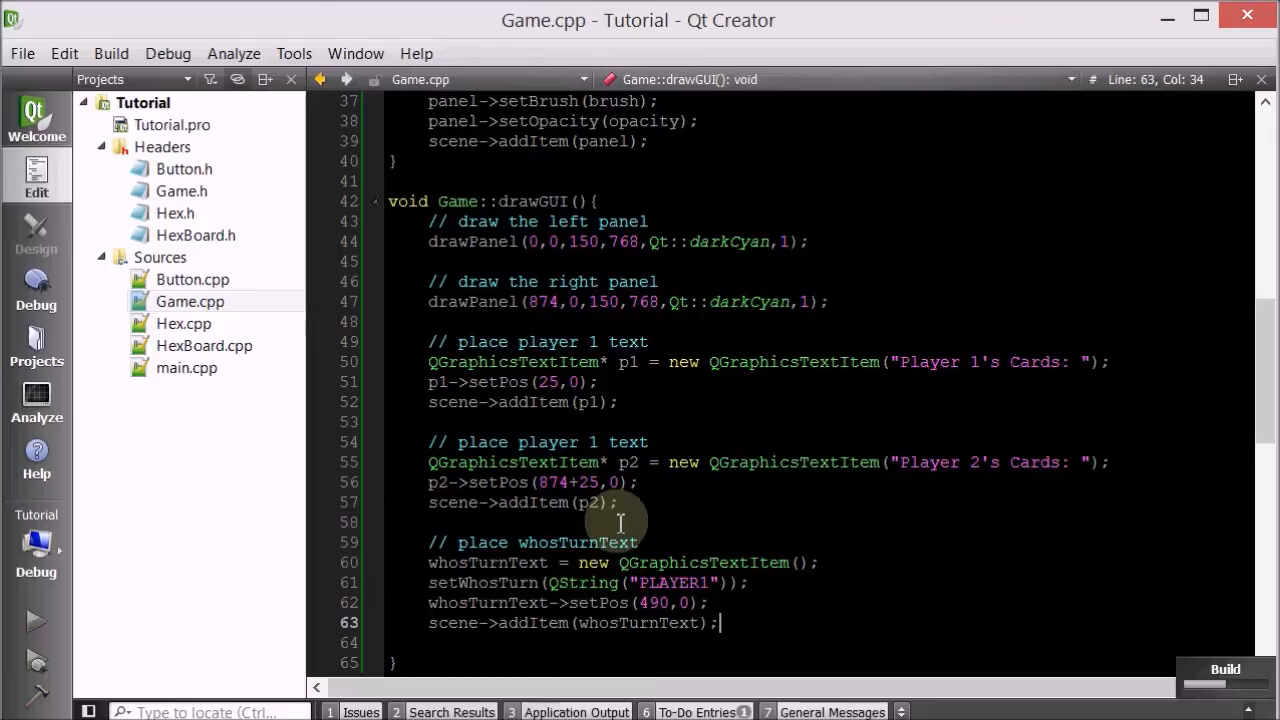 Game.cpp - Tutorial - Qt Creator
File Edit Build Debug Analyze Tools Window Help
Projects Game.cpp Game::drawGUI(): void # Line: 63, Col: 34
Qt
Welcome
Edit
Design
Debug
Projects
Analyze
Help
Tutorial
Debug
Tutorial
Tutorial.pro
Headers
Button.h
Game.h
Hex.h
HexBoard.h
Sources
Button.cpp
Game.cpp
Hex.cpp
HexBoard.cpp
main.cpp
37 panel->setBrush(brush);
38 panel->setOpacity(opacity);
39 scene->addItem(panel);
40 }
41
42 void Game::drawGUI(){
43 // draw the left panel
44 drawPanel(0,0,150,768,Qt::darkCyan,1);
45
46 // draw the right panel
47 drawPanel(874,0,150,768,Qt::darkCyan,1);
48
49 // place player 1 text
50 QGraphicsTextItem* p1 = new QGraphicsTextItem("Player 1's Cards: ");
51 p1->setPos(25,0);
52 scene->addItem(p1);
53
54 // place player 1 text
55 QGraphicsTextItem* p2 = new QGraphicsTextItem("Player 2's Cards: ");
56 p2->setPos(874+25,0);
57 scene->addItem(p2);
58
59 // place whosTurnText
60 whosTurnText = new QGraphicsTextItem();
61 setWhosTurn(QString("PLAYER1"));
62 whosTurnText->setPos(490,0);
63 scene->addItem(whosTurnText);
64
65 }
Build
Type to locate (Ctrl... 1 Issues 2 Search Results 3 Application Output 6 To-Do Entries 1 7 General Messages